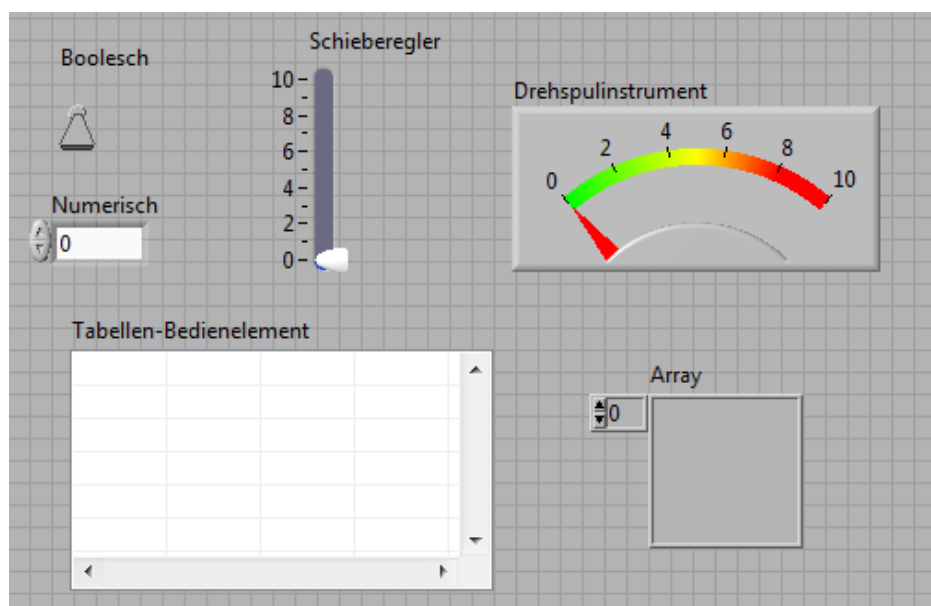 Boolesch
Numerisch
0
Schieberegler
10
8
6
4
2
0
Drehspulinstrument
0 2 4 6 8 10
Tabellen-Bedienelement
Array
0